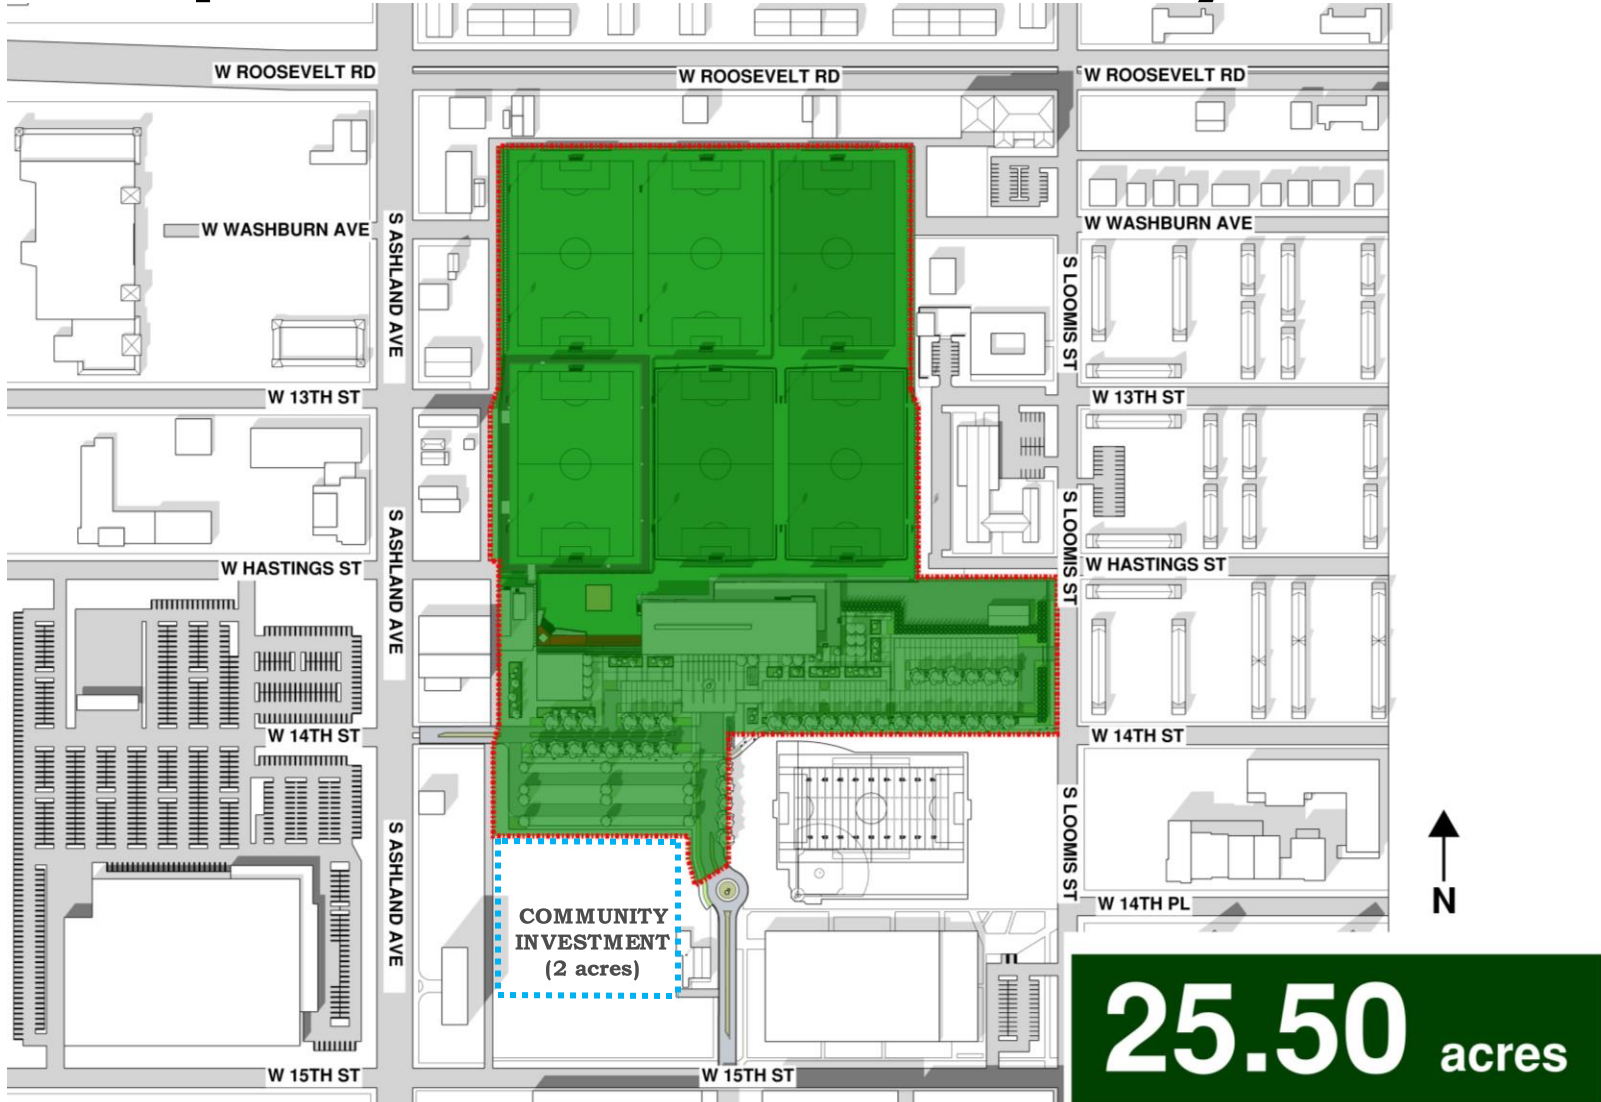 W ROOSEVELT RD
W ROOSEVELT RD
W ROOSEVELT RD
W WASHBURN AVE
S ASHLAND AVE
W WASHBURN AVE
S LOOMIS ST
W 13TH ST
W 13TH ST
S ASHLAND AVE
S LOOMIS ST
W HASTINGS ST
W HASTINGS ST
W 14TH ST
W 14TH ST
S ASHLAND AVE
S LOOMIS ST
W 14TH PL
N
COMMUNITY
INVESTMENT
(2 acres)
25.50 acres
W 15TH ST
W 15TH ST